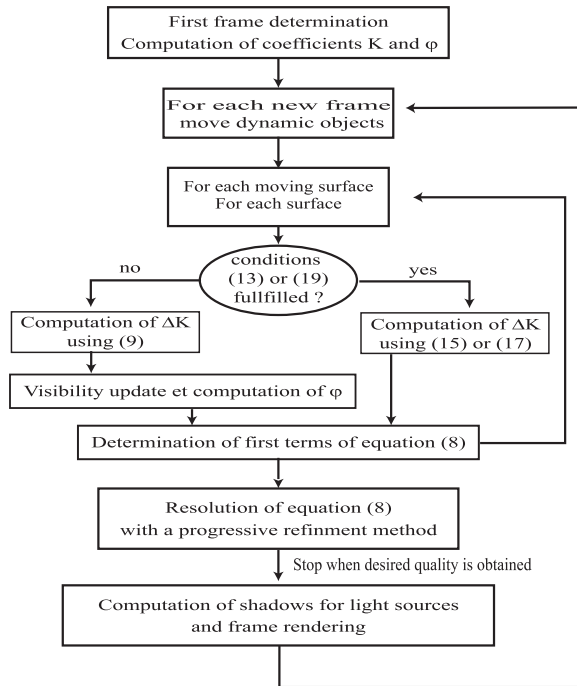 First frame determination
Computation of coefficients K and φ
For each new frame
move dynamic objects
For each moving surface
For each surface
conditions
(13) or (19)
fullfilled ?
no
yes
Computation of ΔK
using (9)
Computation of ΔK
using (15) or (17)
Visibility update et computation of φ
Determination of first terms of equation (8)
Resolution of equation (8)
with a progressive refinment method
Stop when desired quality is obtained
Computation of shadows for light sources
and frame rendering